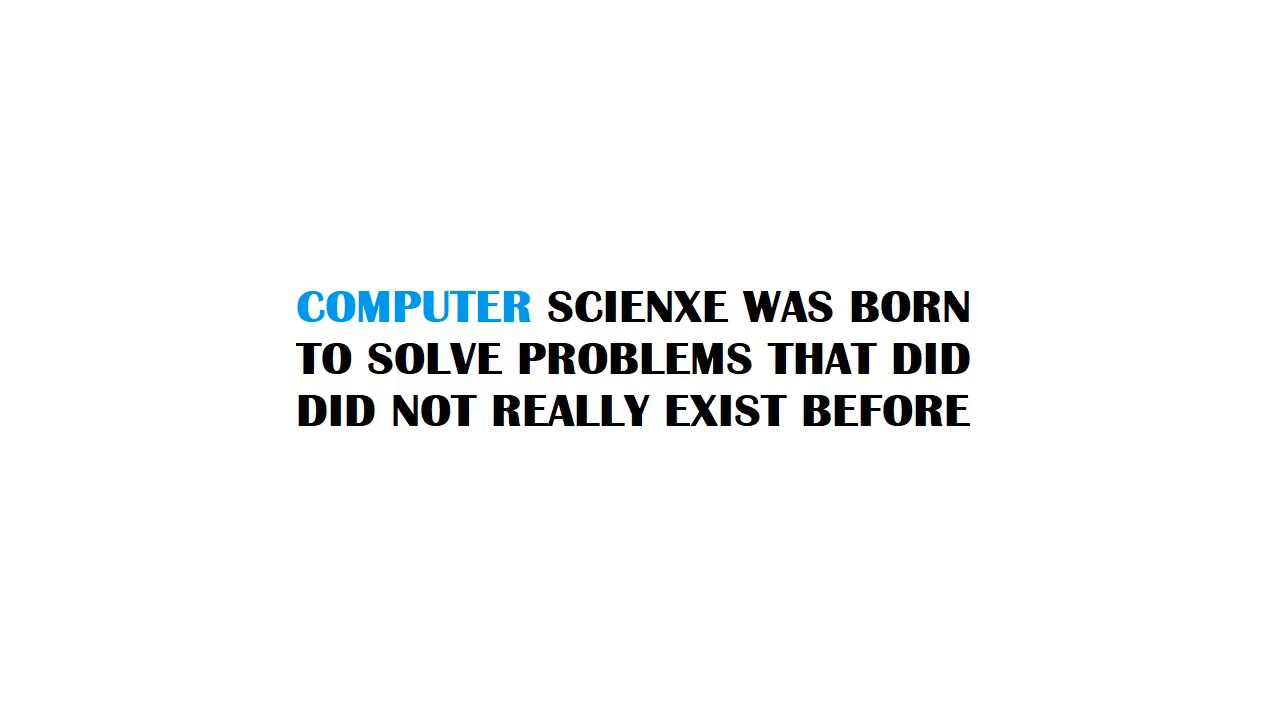 COMPUTER SCIENXE WAS BORN
TO SOLVE PROBLEMS THAT DID
DID NOT REALLY EXIST BEFORE